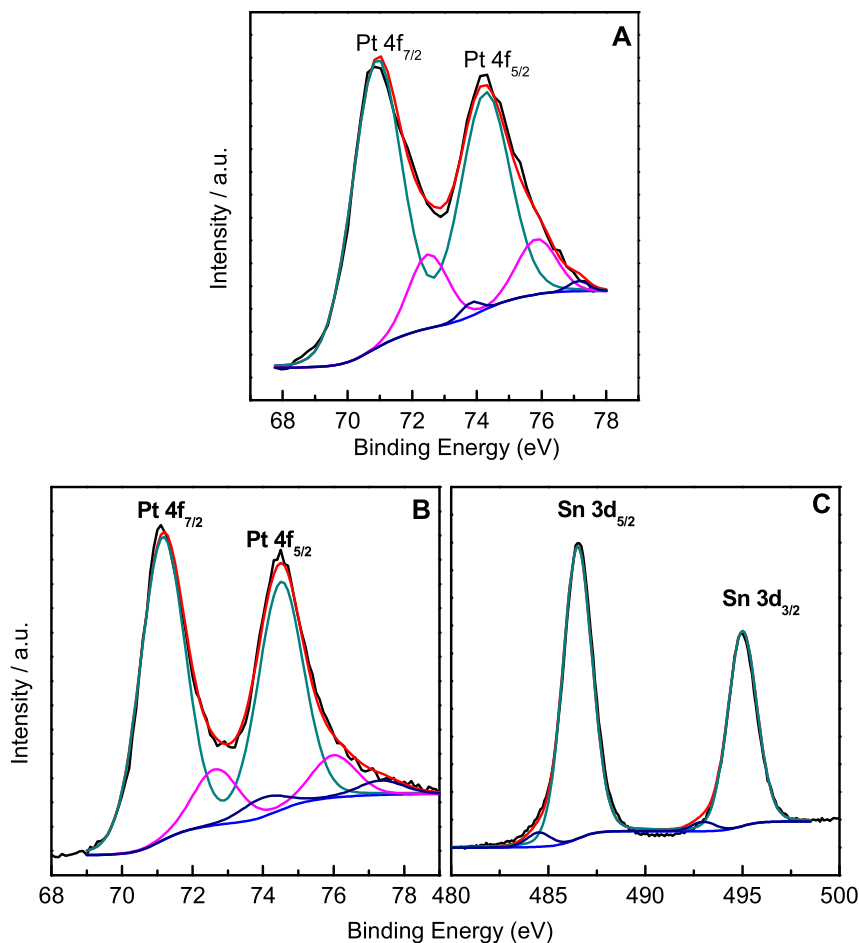 A
Pt 4f7/2
Pt 4f5/2
Intensity / a.u.
68 70 72 74 76 78
Binding Energy (eV)
B
Pt 4f7/2
Pt 4f5/2
C
Sn 3d5/2
Sn 3d3/2
Intensity / a.u.
68 70 72 74 76 78 480 485 490 495 500
Binding Energy (eV)